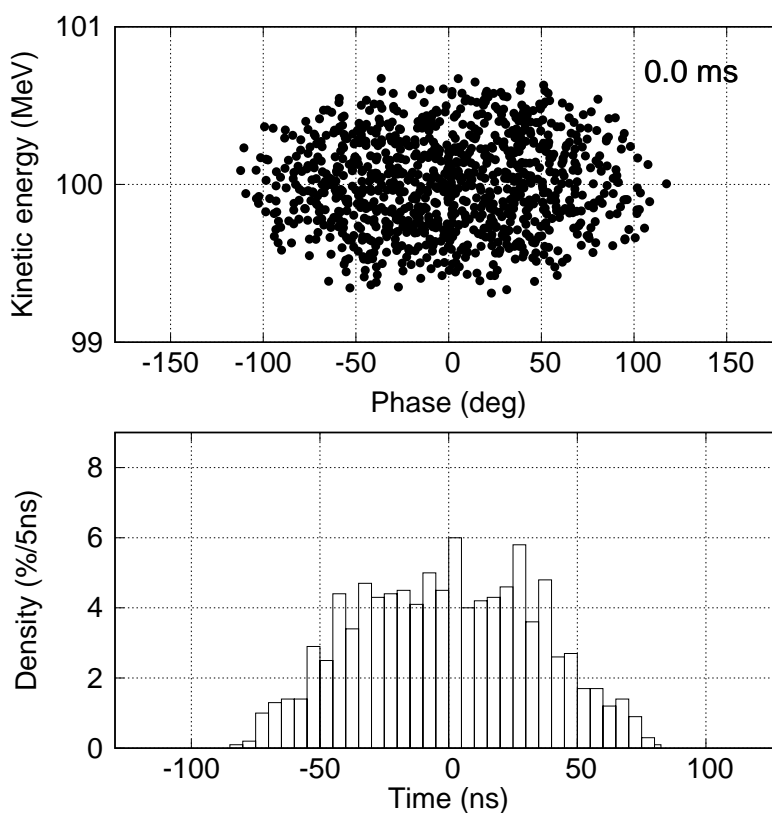 101
0.0 ms
Kinetic energy (MeV)
100
99
-150 -100 -50 0 50 100 150
Phase (deg)
8
Density (%/5ns)
6
4
2
0
-100 -50 0 50 100
Time (ns)